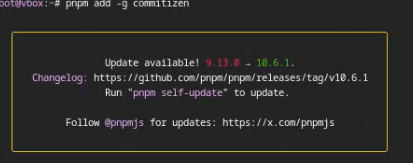 oot@vbox:~# pnpm add -g commitizen
Update available! 9.13.0 → 10.6.1.
Changelog: https://github.com/pnpm/pnpm/releases/tag/v10.6.1
Run "pnpm self-update" to update.
Follow @pnpmjs for updates: https://x.com/pnpmjs